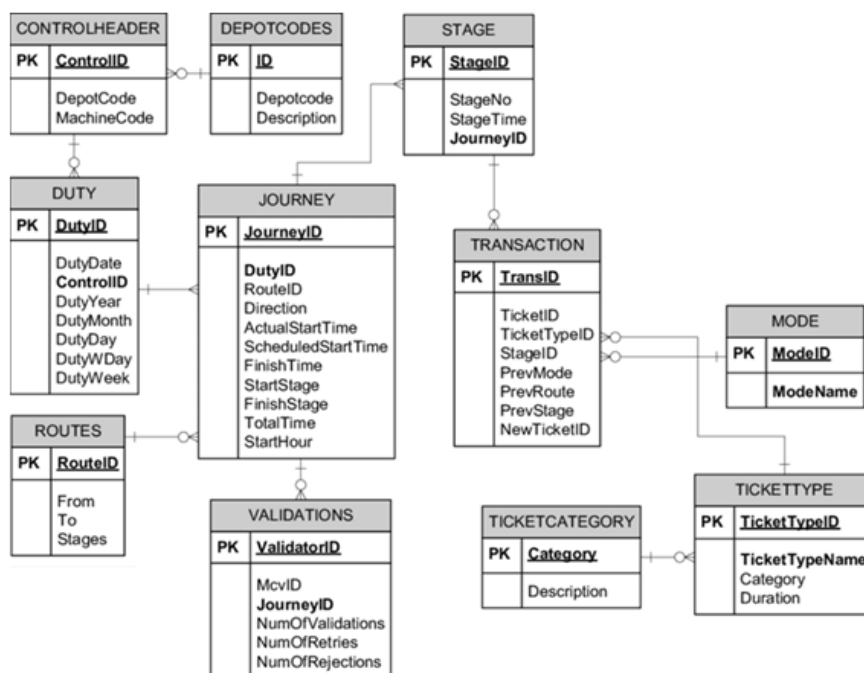 CONTROLHEADER
PK ControlID
DepotCode
MachineCode
DEPOTCODES
PK ID
Depotcode
Description
STAGE
PK StageID
StageNo
StageTime
JourneyID
DUTY
PK DutyID
DutyDate
ControlID
DutyYear
DutyMonth
DutyDay
DutyWDay
DutyWeek
JOURNEY
PK JourneyID
DutyID
RouteID
Direction
ActualStartTime
ScheduledStartTime
FinishTime
StartStage
FinishStage
TotalTime
StartHour
TRANSACTION
PK TransID
TicketID
TicketTypeID
StageID
PrevMode
PrevRoute
PrevStage
NewTicketID
MODE
PK ModeID
ModeName
ROUTES
PK RouteID
From
To
Stages
VALIDATIONS
PK ValidatorID
McvID
JourneyID
NumOfValidations
NumOfRetries
NumOfRejections
TICKETCATEGORY
PK Category
Description
TICKETTYPE
PK TicketTypeID
TicketTypeName
Category
Duration